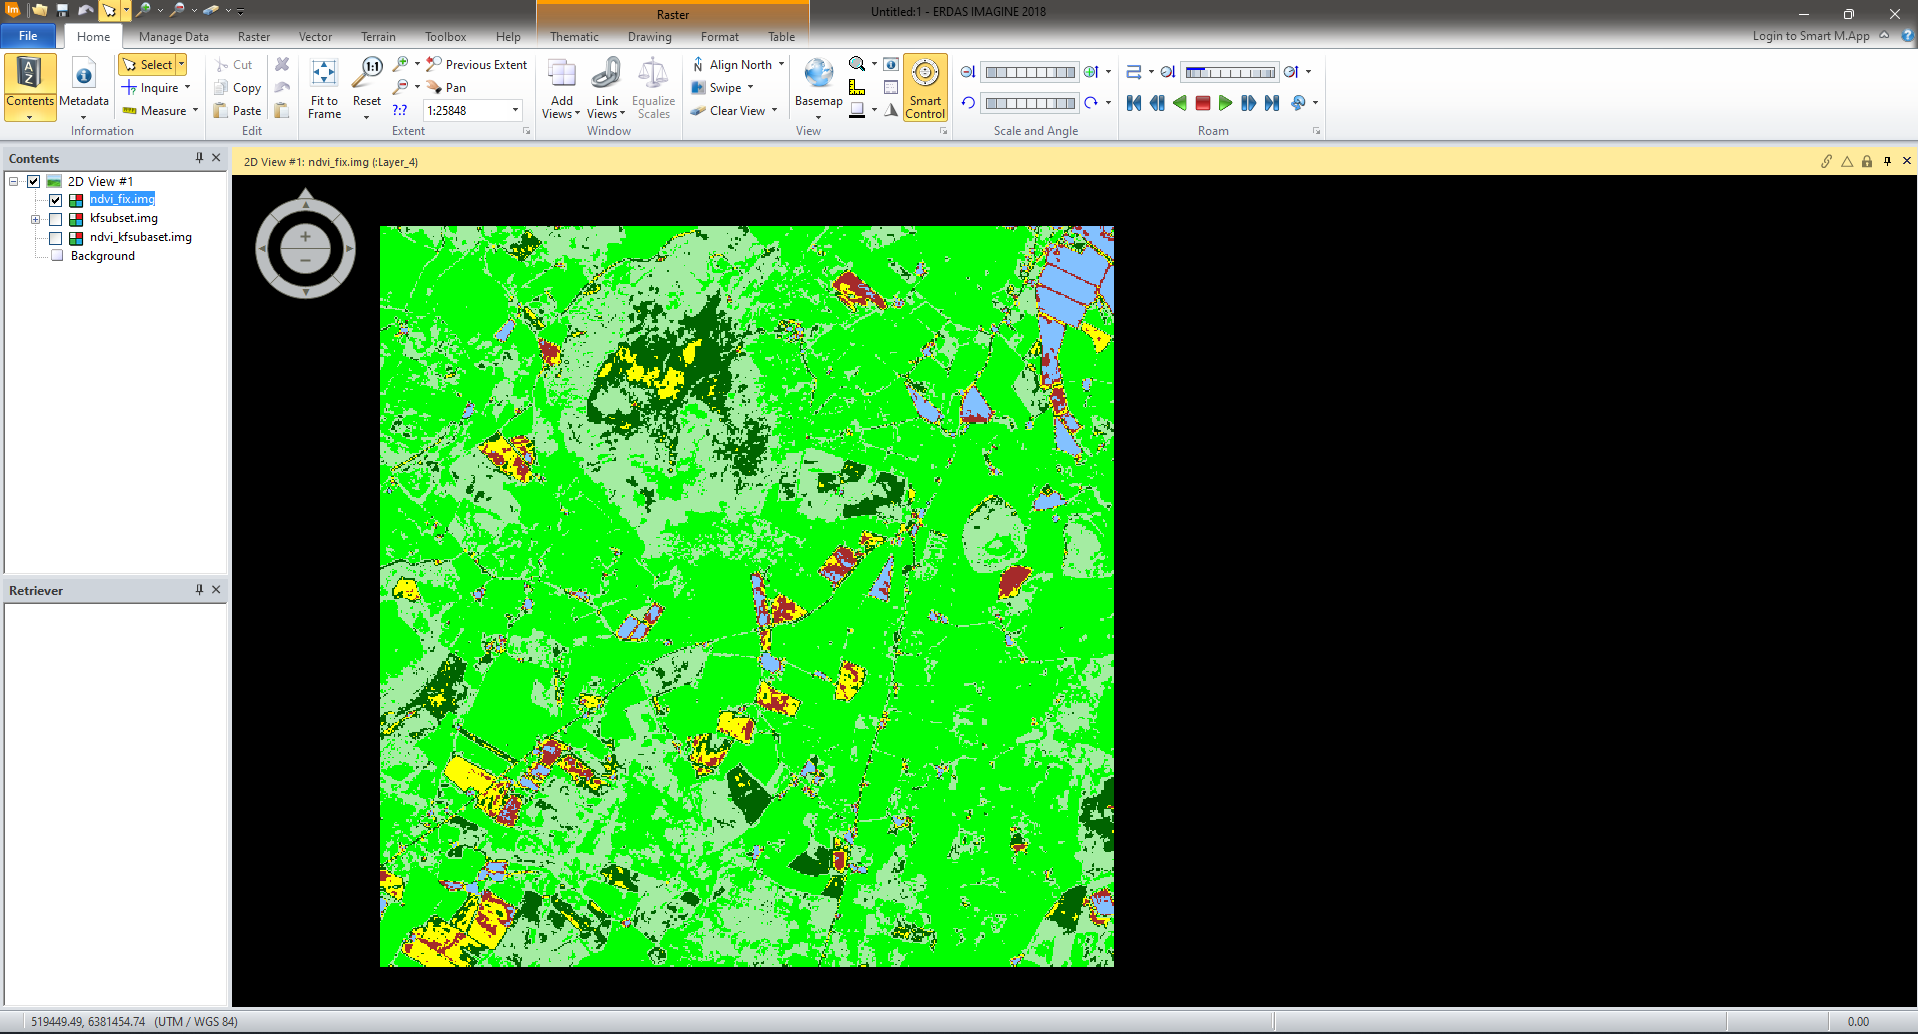 Raster
Untitled:1 - ERDAS IMAGINE 2018
File
Home
Manage Data
Raster
Vector
Terrain
Toolbox
Help
Thematic
Drawing
Format
Table
Login to Smart M.App
Contents
Metadata
Select
Inquire
Measure
Information
Cut
Copy
Paste
Edit
Fit to Frame
1:1
Reset
?:?
Previous Extent
Pan
1:25848
Extent
Add Views
Link Views
Equalize Scales
Window
Align North
Swipe
Clear View
Basemap
View
Smart Control
Scale and Angle
Roam
Contents
2D View #1
ndvi_fix.img
kfsubset.img
ndvi_kfsubaset.img
Background
2D View #1: ndvi_fix.img (:Layer_4)
Retriever
519449.49, 6381454.74 (UTM / WGS 84)
0.00